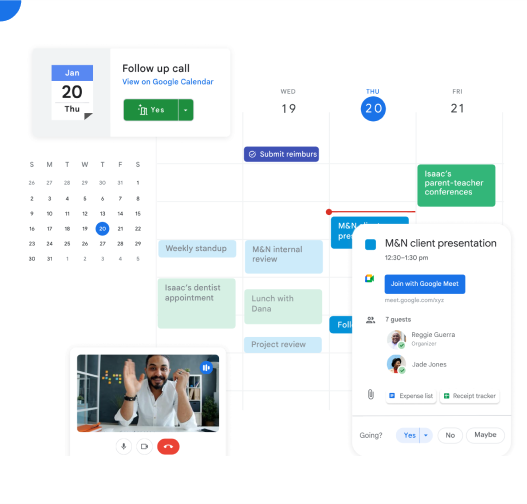 Jan
20
Thu
Follow up call
View on Google Calendar
Yes
WED
19
THU
20
FRI
21
Submit reimburs
Isaac's
parent-teacher
conferences
S M T W T F S
26 27 28 29 30 31 1
2 3 4 5 6 7 8
9 10 11 12 13 14 15
16 17 18 19 20 21 22
23 24 25 26 27 28 29
30 31 1 2 3 4 5
Weekly standup
M&N internal
review
Isaac's dentist
appointment
Lunch with
Dana
Project review
M&N
pre
Foll
M&N client presentation
12:30–1:30 pm
Join with Google Meet
meet.google.com/xyz
7 guests
Reggie Guerra
Organizer
Jade Jones
Expense list
Receipt tracker
Going?
Yes
No
Maybe